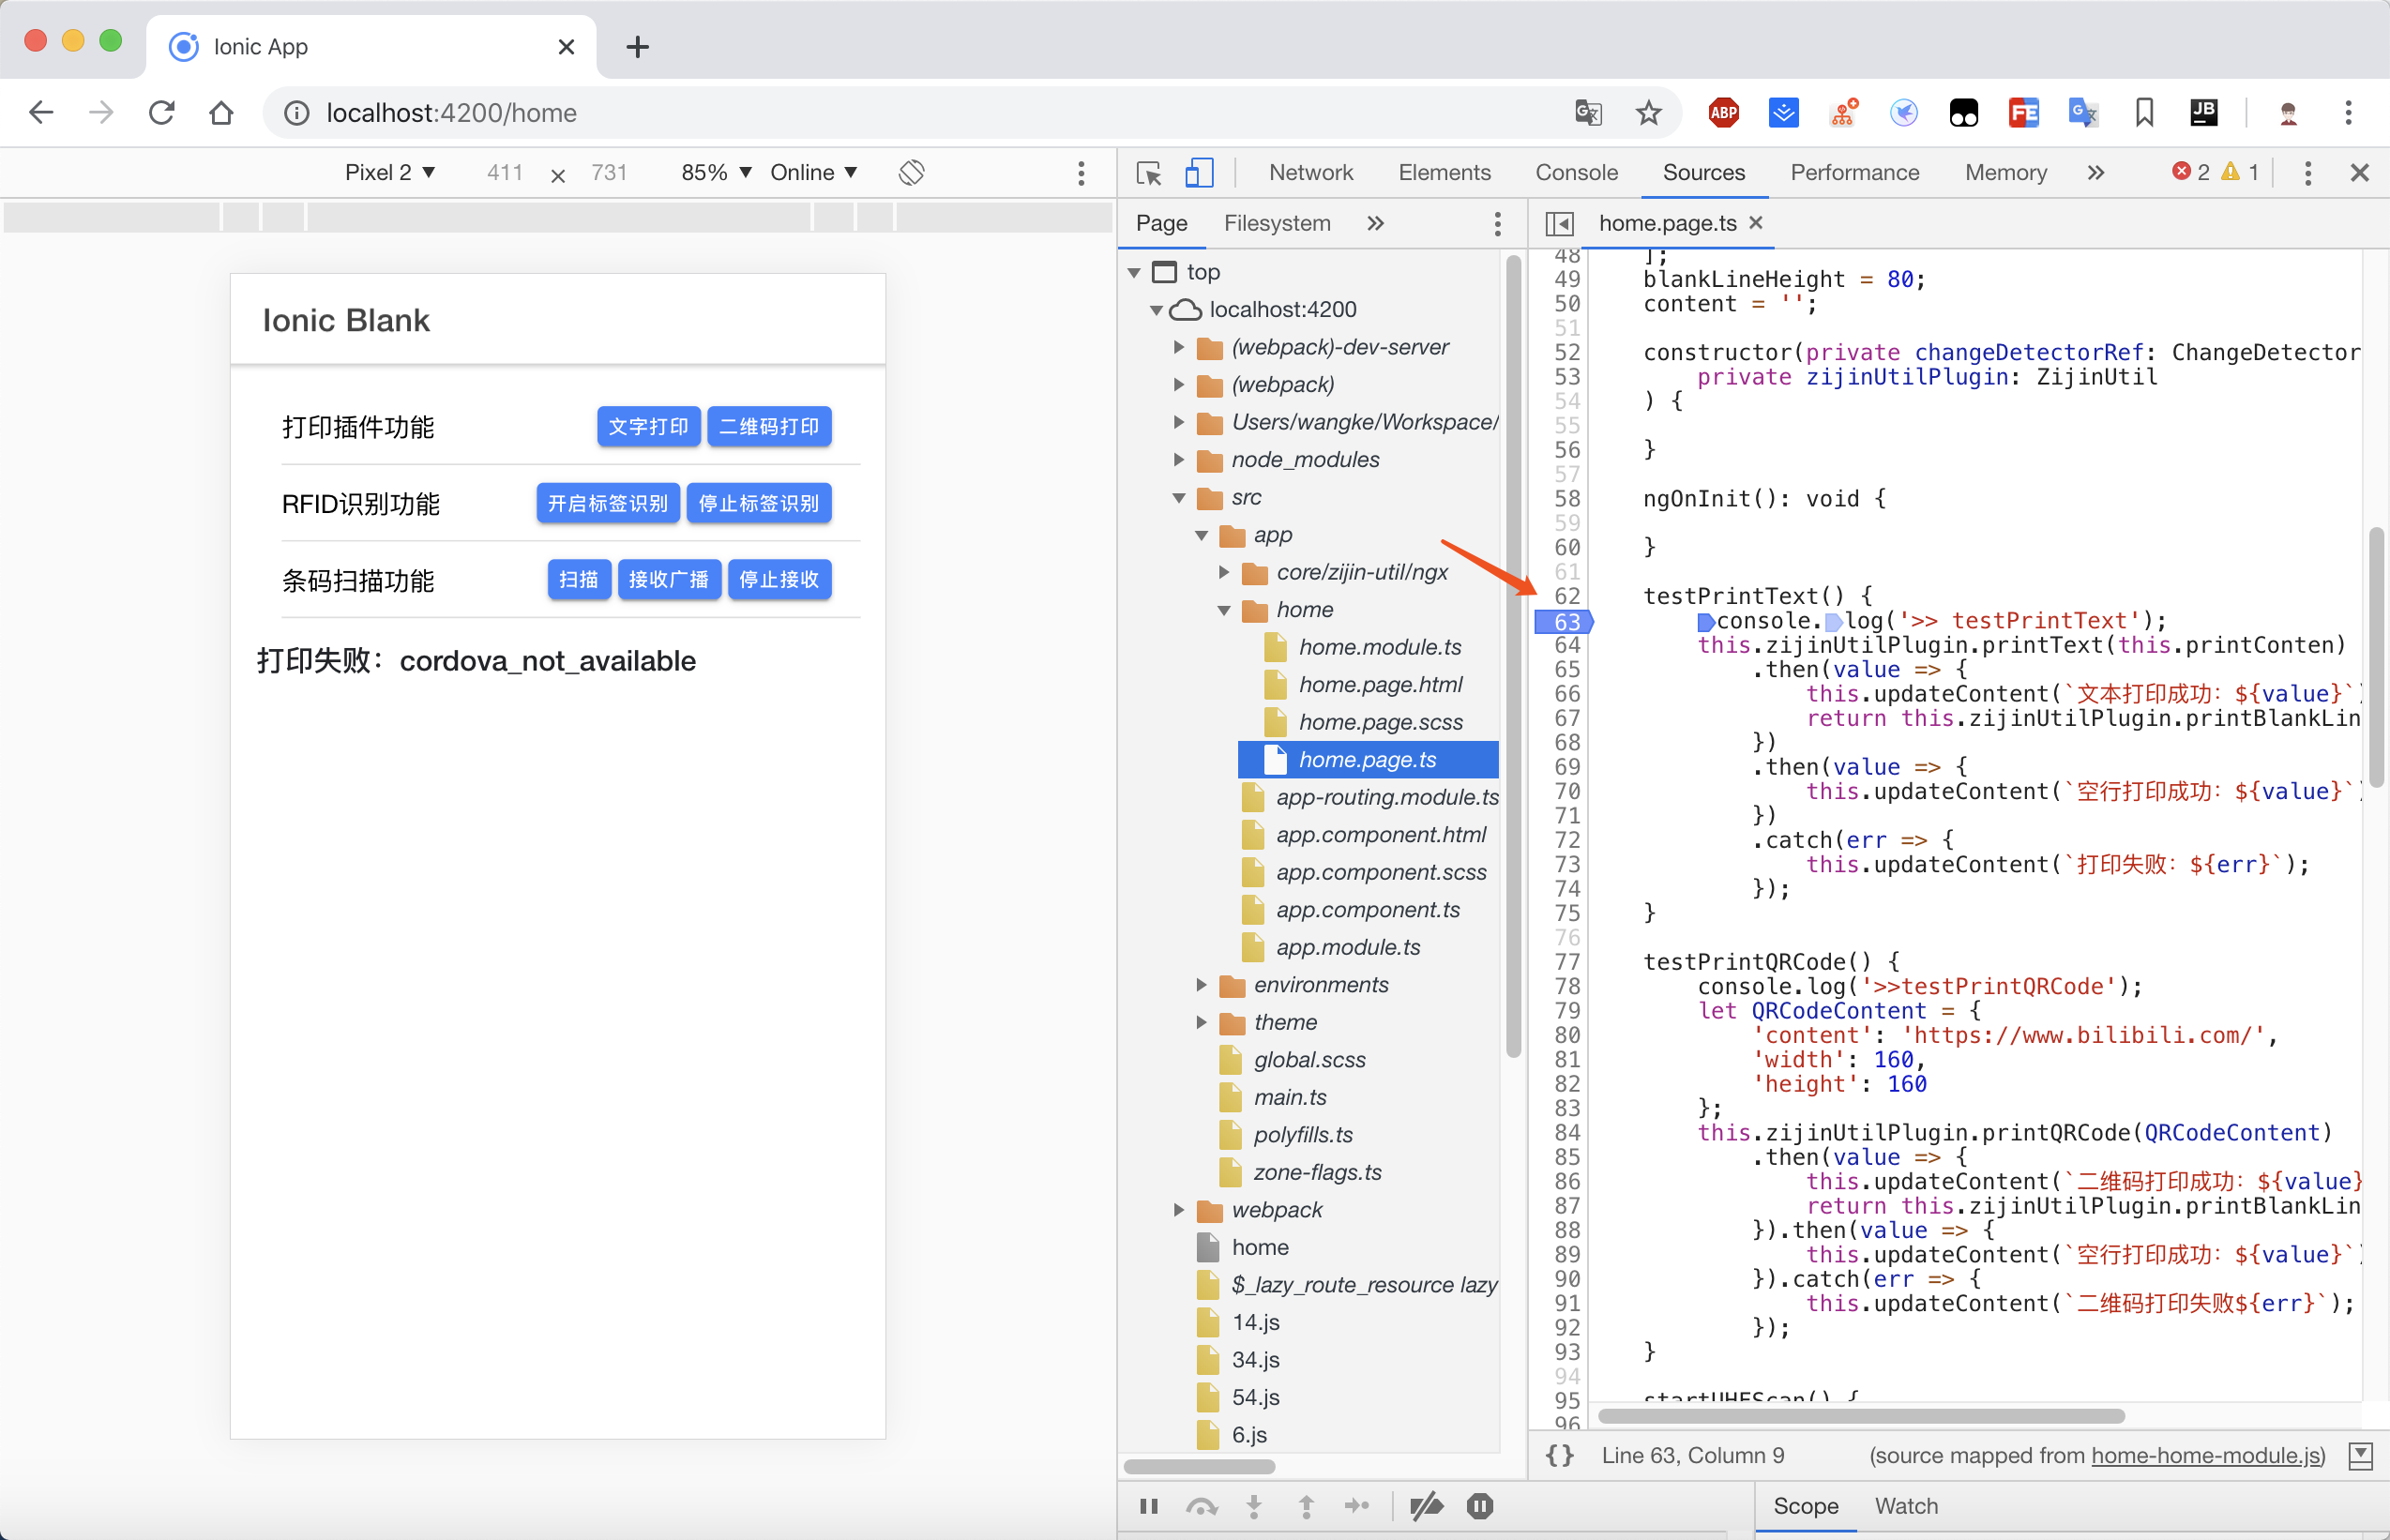 Ionic App
localhost:4200/home
Pixel 2 411 × 731 85% Online
Network Elements Console Sources Performance Memory 2 1
Page Filesystem
home.page.ts
Ionic Blank
打印插件功能 文字打印 二维码打印
RFID识别功能 开启标签识别 停止标签识别
条码扫描功能 扫描 接收广播 停止接收
打印失败：cordova_not_available
top
localhost:4200
(webpack)-dev-server
(webpack)
Users/wangke/Workspace/
node_modules
src
app
core/zijin-util/ngx
home
home.module.ts
home.page.html
home.page.scss
home.page.ts
app-routing.module.ts
app.component.html
app.component.scss
app.component.ts
app.module.ts
environments
theme
global.scss
main.ts
polyfills.ts
zone-flags.ts
webpack
home
$_lazy_route_resource lazy
14.js
34.js
54.js
6.js
48 ];
49 blankLineHeight = 80;
50 content = '';
51
52 constructor(private changeDetectorRef: ChangeDetector
53 private zijinUtilPlugin: ZijinUtil
54 ) {
55
56 }
57
58 ngOnInit(): void {
59
60 }
61
62 testPrintText() {
63 console.log('>> testPrintText');
64 this.zijinUtilPlugin.printText(this.printConten)
65 .then(value => {
66 this.updateContent(`文本打印成功：${value}`)
67 return this.zijinUtilPlugin.printBlankLin
68 })
69 .then(value => {
70 this.updateContent(`空行打印成功：${value}`)
71 })
72 .catch(err => {
73 this.updateContent(`打印失败：${err}`);
74 });
75 }
76
77 testPrintQRCode() {
78 console.log('>>testPrintQRCode');
79 let QRCodeContent = {
80 'content': 'https://www.bilibili.com/',
81 'width': 160,
82 'height': 160
83 };
84 this.zijinUtilPlugin.printQRCode(QRCodeContent)
85 .then(value => {
86 this.updateContent(`二维码打印成功：${value}
87 return this.zijinUtilPlugin.printBlankLin
88 }).then(value => {
89 this.updateContent(`空行打印成功：${value}`)
90 }).catch(err => {
91 this.updateContent(`二维码打印失败${err}`);
92 });
93 }
94
95 startUHFScan() {
96
{} Line 63, Column 9 (source mapped from home-home-module.js)
Scope Watch
ABP
FE
JB